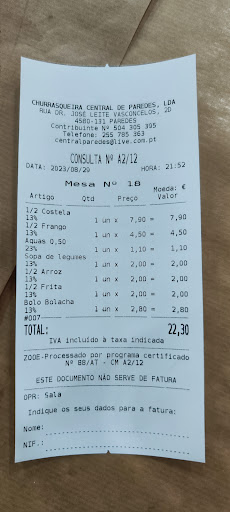 CHURRASQUEIRA CENTRAL DE PAREDES, LDA
RUA DR. JOSÉ LEITE VASCONCELOS, 2D
4580-131 PAREDES
Contribuinte Nº 504 305 395
Telefone: 255 785 363
centralparedes@live.com.pt
CONSULTA Nº A2/12
DATA: 2023/08/29 HORA: 21:52
Mesa Nº 18
Moeda: €
Artigo Qtd Preço Valor
1/2 Costela
13% 1 un x 7,90 = 7,90
1/2 Frango
13% 1 un x 4,50 = 4,50
Aguas 0,50
23% 1 un x 1,10 = 1,10
Sopa de legumes
13% 1 un x 2,00 = 2,00
1/2 Arroz
13% 1 un x 2,00 = 2,00
1/2 Frita
13% 1 un x 2,00 = 2,00
Bolo Bolacha
13% 1 un x 2,80 = 2,80
#007
TOTAL: 22,30
IVA incluido à taxa indicada
ZOOE-Processado por programa certificado
Nº 88/AT - CM A2/12
ESTE DOCUMENTO NÃO SERVE DE FATURA
OPR: Sala
Indique os seus dados para a fatura:
Nome:
NIF.: